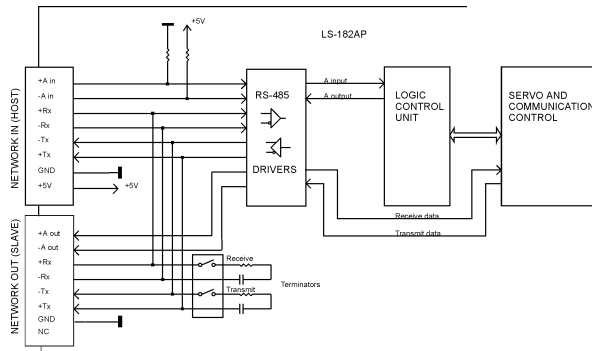 +5V
LS-182AP
NETWORK IN (HOST)
+A in
-A in
+Rx
-Rx
-Tx
+Tx
GND
+5V
+5V
RS-485
DRIVERS
A input
A output
LOGIC
CONTROL
UNIT
SERVO AND
COMMUNICATION
CONTROL
Receive data
Transmit data
NETWORK OUT (SLAVE)
+A out
-A out
+Rx
-Rx
-Tx
+Tx
GND
NC
Receive
Transmit
Terminators